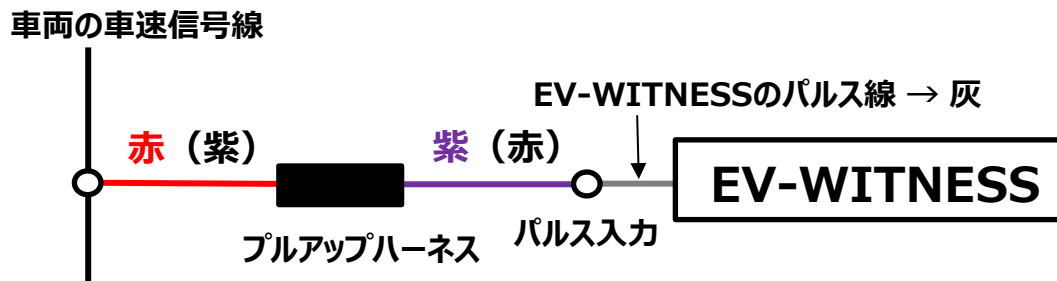 車両の車速信号線
EV-WITNESSのパルス線 → 灰
赤（紫）
紫（赤）
EV-WITNESS
パルス入力
プルアップハーネス